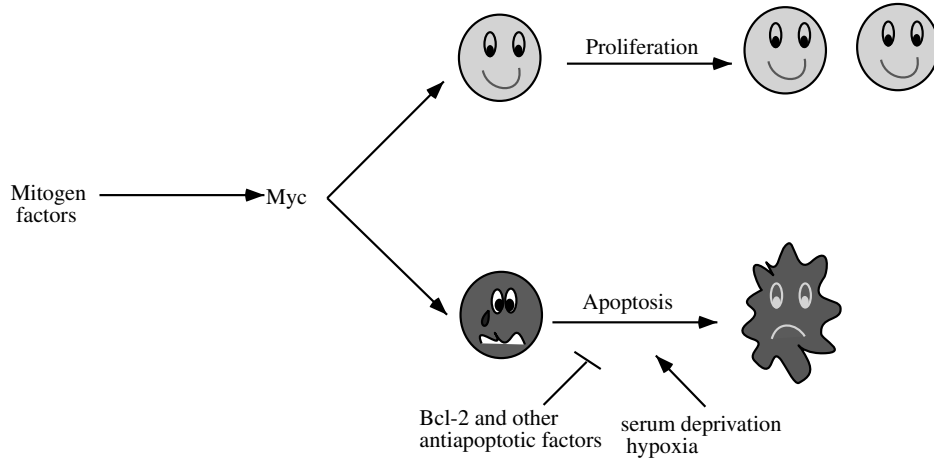 Proliferation
Mitogen
factors
Myc
Apoptosis
Bcl-2 and other
antiapoptotic factors
serum deprivation
hypoxia